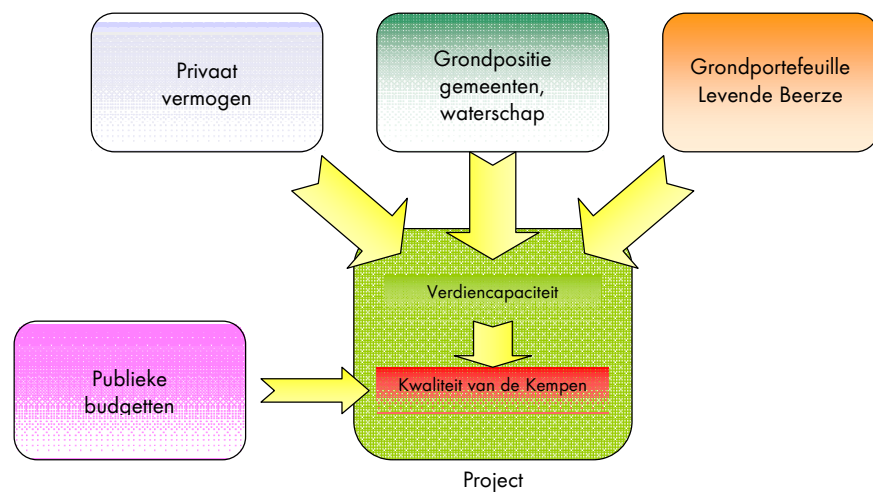 Privaat
vermogen
Grondpositie
gemeenten,
waterschap
Grondportefeuille
Levende Beerze
Verdiencapaciteit
Publieke
budgetten
Kwaliteit van de Kempen
Project